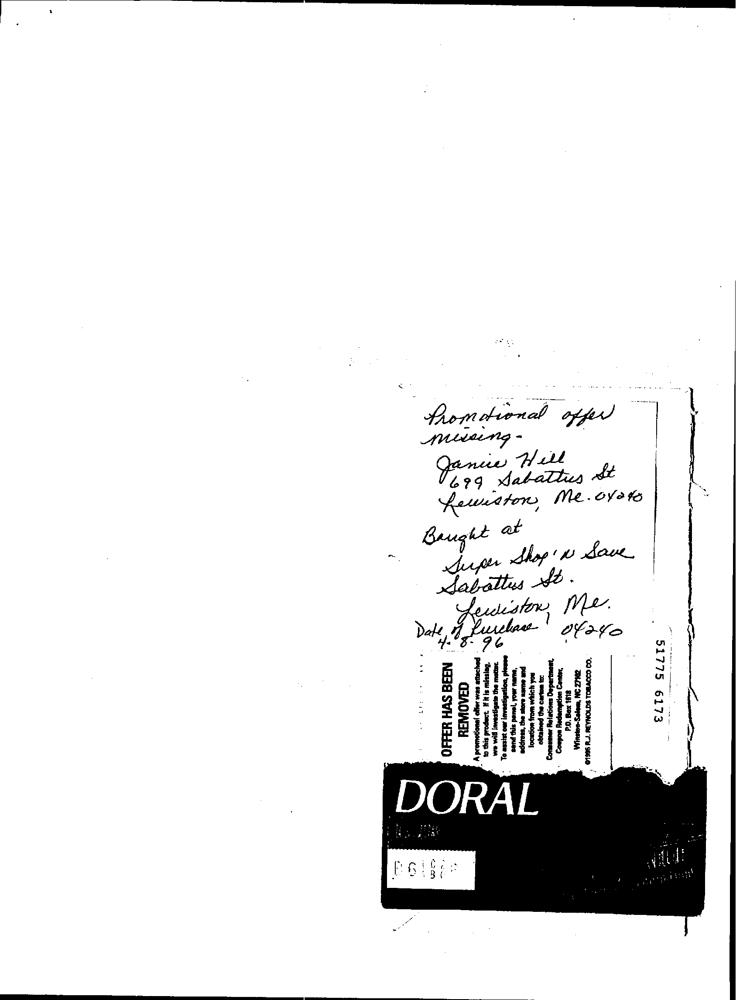 Promotional offer
missing-
Janice Hill
699 Sabattus St
Lewiston, Me. 04240
Bought at
Super Shop'n Save
Sabattus St.
Lewiston, Me.
Date of Purchase 04240
4-8-96
OFFER HAS BEEN
REMOVED
A promotional offer was attached
to this product. If it is missing,
we will investigate the matter.
To assist our investigation, please
send this panel, your name,
address, the store name and
location from which you
obtained the carton to:
Consumer Relations Department,
Coupon Redemption Center,
P.O. Box 1818
Winston-Salem, NC 27102
©1995 R.J. REYNOLDS TOBACCO CO.
51775 6173
DORAL